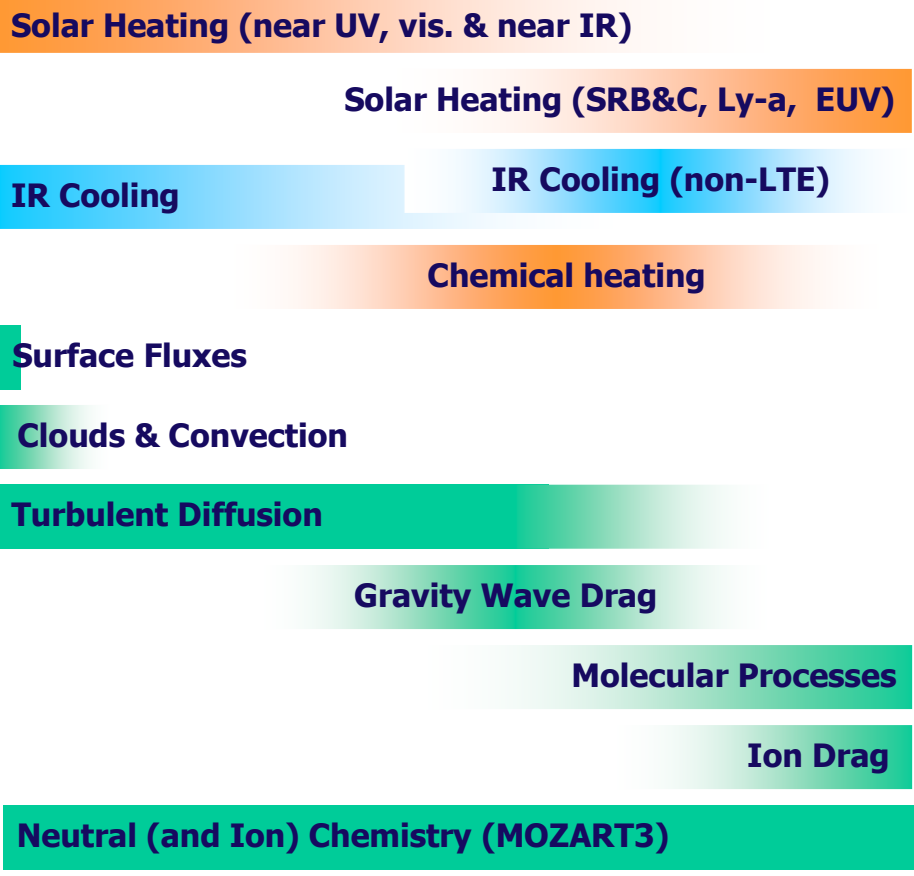 Solar Heating (near UV, vis. & near IR)
Solar Heating (SRB&C, Ly-a, EUV)
IR Cooling (non-LTE)
IR Cooling
Chemical heating
Surface Fluxes
Clouds & Convection
Turbulent Diffusion
Gravity Wave Drag
Molecular Processes
Ion Drag
Neutral (and Ion) Chemistry (MOZART3)